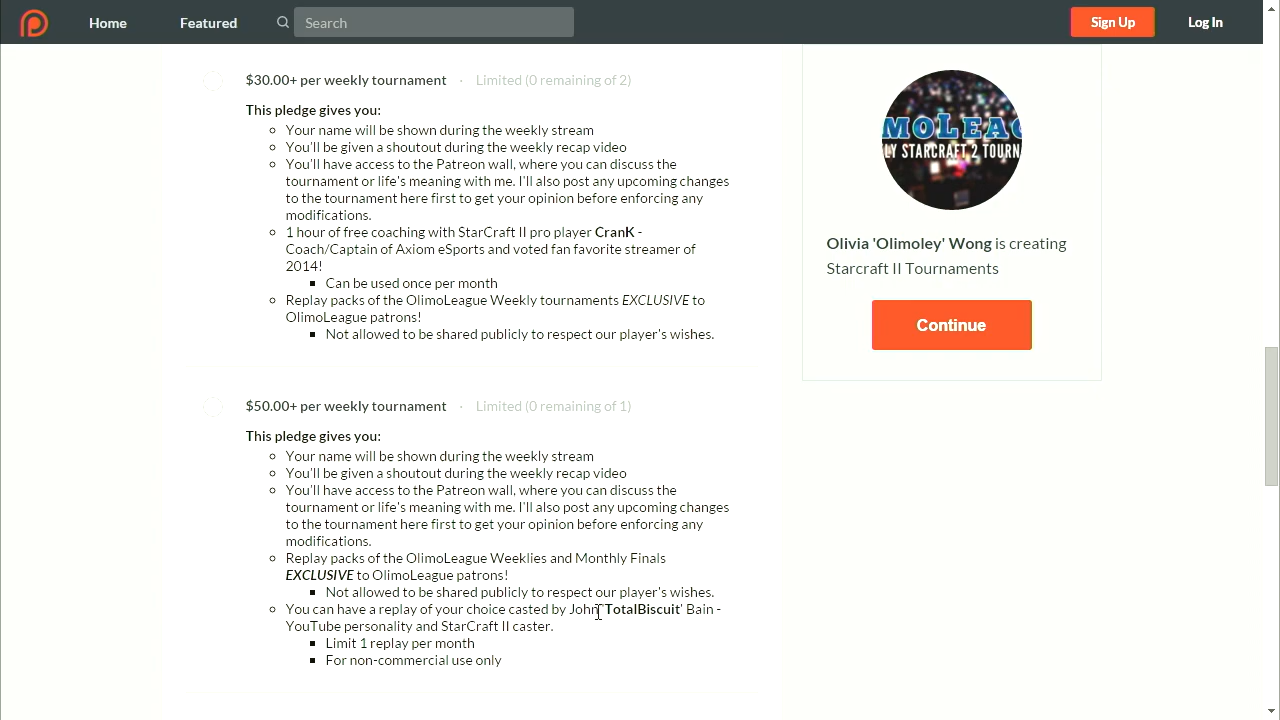 Home Featured Search Sign Up Log In
$30.00+ per weekly tournament · Limited (0 remaining of 2)
This pledge gives you:
Your name will be shown during the weekly stream
You'll be given a shoutout during the weekly recap video
You'll have access to the Patreon wall, where you can discuss the
tournament or life's meaning with me. I'll also post any upcoming changes
to the tournament here first to get your opinion before enforcing any
modifications.
1 hour of free coaching with StarCraft II pro player CranK -
Coach/Captain of Axiom eSports and voted fan favorite streamer of
2014!
Can be used once per month
Replay packs of the OlimoLeague Weekly tournaments EXCLUSIVE to
OlimoLeague patrons!
Not allowed to be shared publicly to respect our player's wishes.
$50.00+ per weekly tournament · Limited (0 remaining of 1)
This pledge gives you:
Your name will be shown during the weekly stream
You'll be given a shoutout during the weekly recap video
You'll have access to the Patreon wall, where you can discuss the
tournament or life's meaning with me. I'll also post any upcoming changes
to the tournament here first to get your opinion before enforcing any
modifications.
Replay packs of the OlimoLeague Weeklies and Monthly Finals
EXCLUSIVE to OlimoLeague patrons!
Not allowed to be shared publicly to respect our player's wishes.
You can have a replay of your choice casted by John 'TotalBiscuit' Bain -
YouTube personality and StarCraft II caster.
Limit 1 replay per month
For non-commercial use only
MOLEAG
LY STARCRAFT 2 TOURN
Olivia 'Olimoley' Wong is creating
Starcraft II Tournaments
Continue